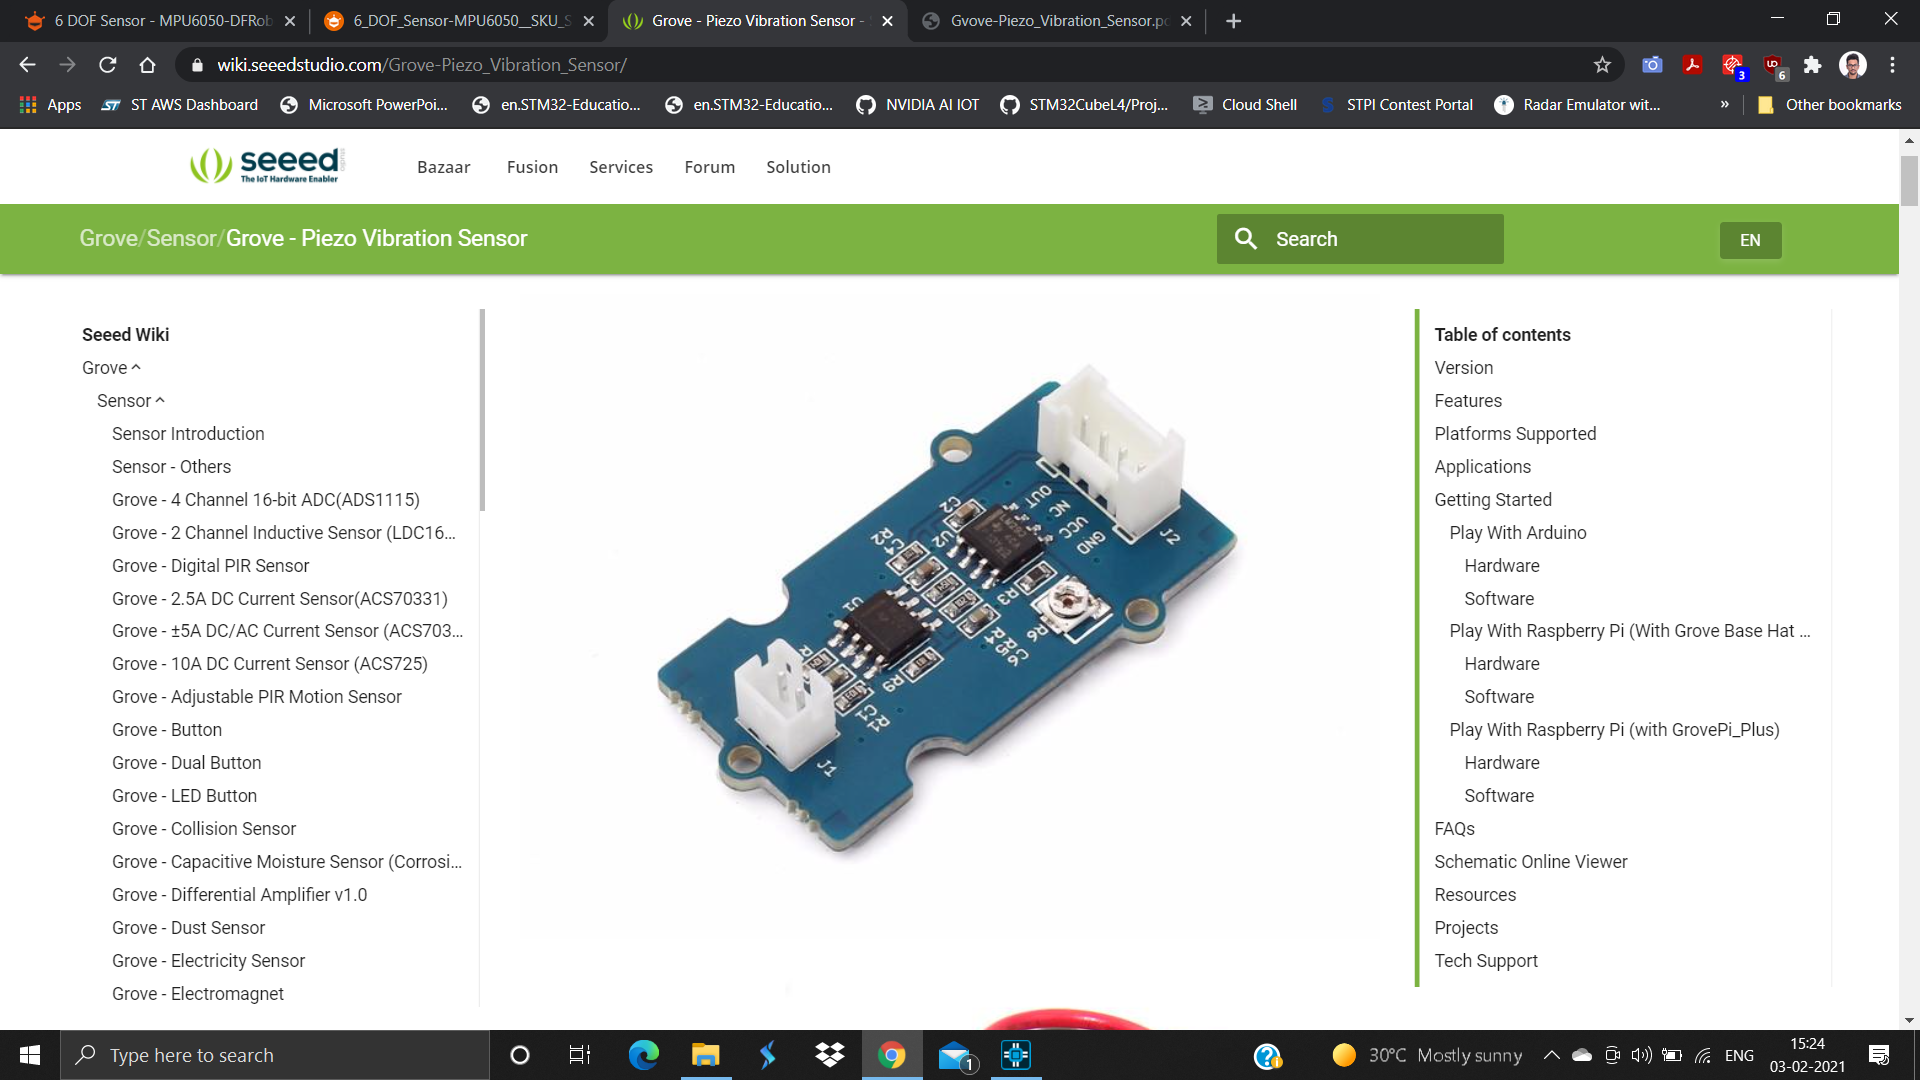 6 DOF Sensor - MPU6050-DFRob
6_DOF_Sensor-MPU6050__SKU_S
Grove - Piezo Vibration Sensor -
Gvove-Piezo_Vibration_Sensor.pd
wiki.seeedstudio.com/Grove-Piezo_Vibration_Sensor/
3
6
Apps
ST AWS Dashboard
Microsoft PowerPoi...
en.STM32-Educatio...
en.STM32-Educatio...
NVIDIA AI IOT
STM32CubeL4/Proj...
Cloud Shell
STPI Contest Portal
Radar Emulator wit...
»
Other bookmarks
seeed
The IoT Hardware Enabler
Bazaar
Fusion
Services
Forum
Solution
Grove/Sensor/Grove - Piezo Vibration Sensor
Search
EN
Seeed Wiki
Grove
Sensor
Sensor Introduction
Sensor - Others
Grove - 4 Channel 16-bit ADC(ADS1115)
Grove - 2 Channel Inductive Sensor (LDC16...
Grove - Digital PIR Sensor
Grove - 2.5A DC Current Sensor(ACS70331)
Grove - ±5A DC/AC Current Sensor (ACS703...
Grove - 10A DC Current Sensor (ACS725)
Grove - Adjustable PIR Motion Sensor
Grove - Button
Grove - Dual Button
Grove - LED Button
Grove - Collision Sensor
Grove - Capacitive Moisture Sensor (Corrosi...
Grove - Differential Amplifier v1.0
Grove - Dust Sensor
Grove - Electricity Sensor
Grove - Electromagnet
OUT
NC
VCC
GND
J2
C2
U2
R2
C4
R3
R6
U1
R4
R5
C6
R9
C1
R1
J1
Table of contents
Version
Features
Platforms Supported
Applications
Getting Started
Play With Arduino
Hardware
Software
Play With Raspberry Pi (With Grove Base Hat ...
Hardware
Software
Play With Raspberry Pi (with GrovePi_Plus)
Hardware
Software
FAQs
Schematic Online Viewer
Resources
Projects
Tech Support
Type here to search
1
30°C Mostly sunny
ENG
15:24
03-02-2021